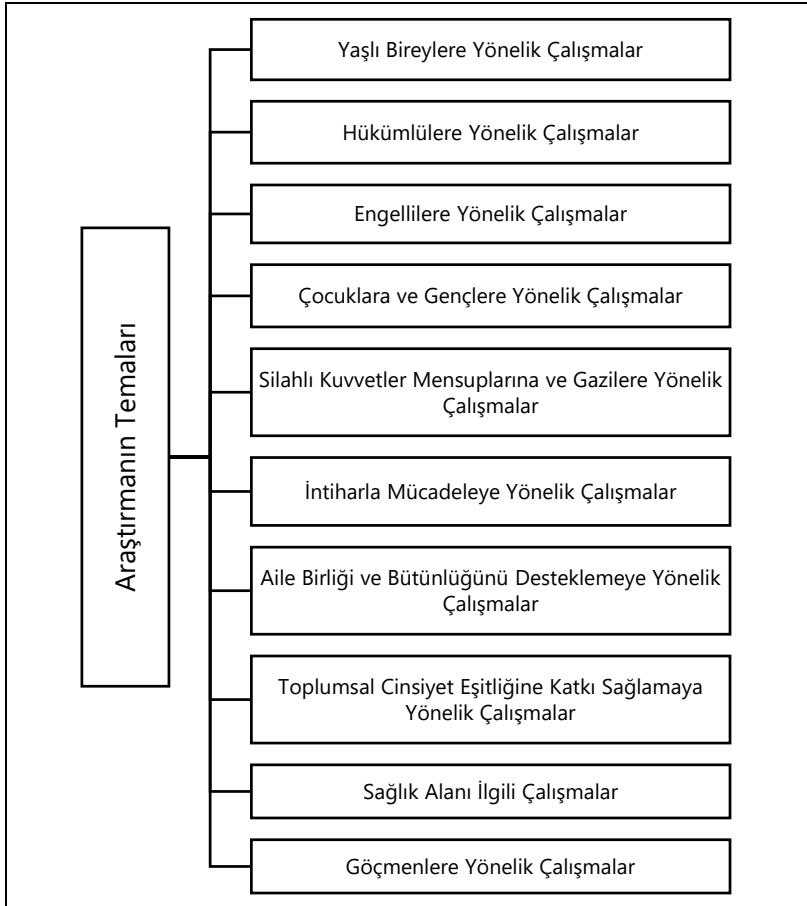 Araştırmanın Temaları
Yaşlı Bireylere Yönelik Çalışmalar
Hükümlülere Yönelik Çalışmalar
Engellilere Yönelik Çalışmalar
Çocuklara ve Gençlere Yönelik Çalışmalar
Silahlı Kuvvetler Mensuplarına ve Gazilere Yönelik
Çalışmalar
İntiharla Mücadeleye Yönelik Çalışmalar
Aile Birliği ve Bütünlüğünü Desteklemeye Yönelik
Çalışmalar
Toplumsal Cinsiyet Eşitliğine Katkı Sağlamaya
Yönelik Çalışmalar
Sağlık Alanı İlgili Çalışmalar
Göçmenlere Yönelik Çalışmalar